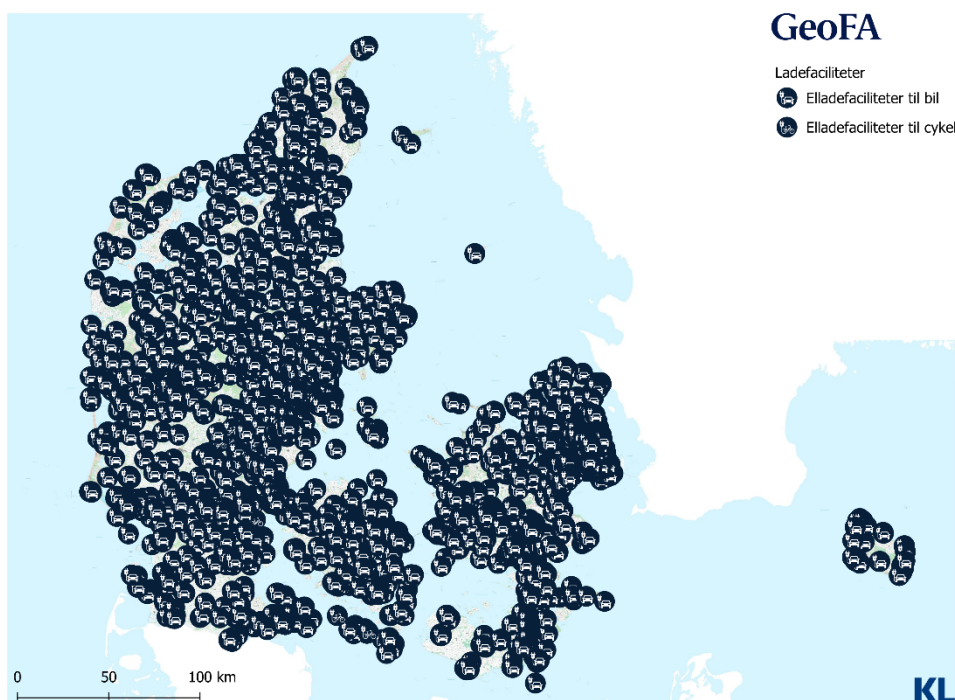 GeoFA
Ladefaciliteter
Elladefaciliteter til bil
Elladefaciliteter til cykel
0 50 100 km
KL